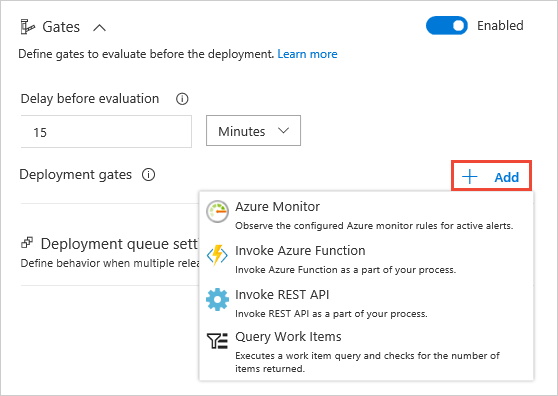 Gates
Enabled
Define gates to evaluate before the deployment. Learn more
Delay before evaluation
15
Minutes
Deployment gates
Add
Azure Monitor
Observe the configured Azure monitor rules for active alerts.
Deployment queue sett
Invoke Azure Function
Define behavior when multiple relea
Invoke Azure Function as a part of your process.
Invoke REST API
Invoke REST API as a part of your process.
Query Work Items
Executes a work item query and checks for the number of
items returned.